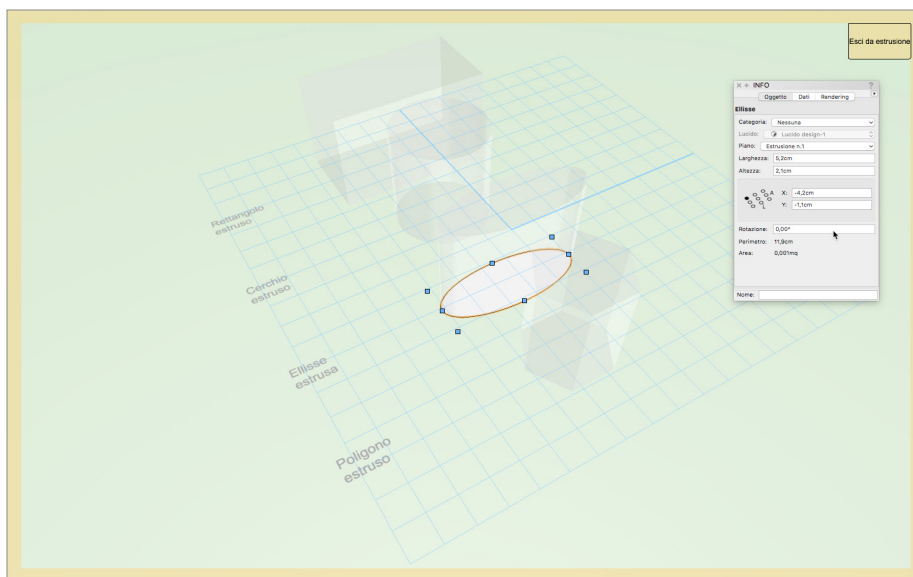 Esci da estrusione
INFO
?
Oggetto Dati Rendering
Ellisse
Categoria: Nessuna
Lucido: Lucido design-1
Piano: Estrusione n.1
Larghezza: 5,2cm
Altezza: 2,1cm
A X: -4,2cm
L Y: -1,1cm
Rotazione: 0,00°
Perimetro: 11,9cm
Area: 0,001mq
Nome:
Rettangolo
estruso
Cerchio
estruso
Ellisse
estrusa
Poligono
estruso